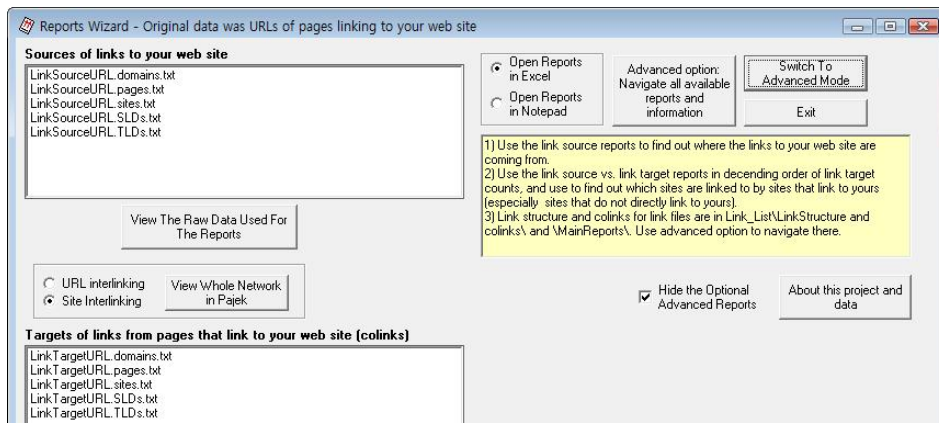 Reports Wizard - Original data was URLs of pages linking to your web site
Sources of links to your web site
LinkSourceURL.domains.txt
LinkSourceURL.pages.txt
LinkSourceURL.sites.txt
LinkSourceURL.SLDs.txt
LinkSourceURL.TLDs.txt
Open Reports
in Excel
Open Reports
in Notepad
Advanced option:
Navigate all available
reports and
information
Switch To
Advanced Mode
Exit
1) Use the link source reports to find out where the links to your web site are
coming from.
2) Use the link source vs. link target reports in decending order of link target
counts, and use to find out which sites are linked to by sites that link to yours
(especially  sites that do not directly link to yours).
3) Link structure and colinks for link files are in Link_List\LinkStructure and
colinks\ and \MainReports\. Use advanced option to navigate there.
View The Raw Data Used For
The Reports
URL interlinking
Site Interlinking
View Whole Network
in Pajek
Hide the Optional
Advanced Reports
About this project and
data
Targets of links from pages that link to your web site (colinks)
LinkTargetURL.domains.txt
LinkTargetURL.pages.txt
LinkTargetURL.sites.txt
LinkTargetURL.SLDs.txt
LinkTargetURL.TLDs.txt